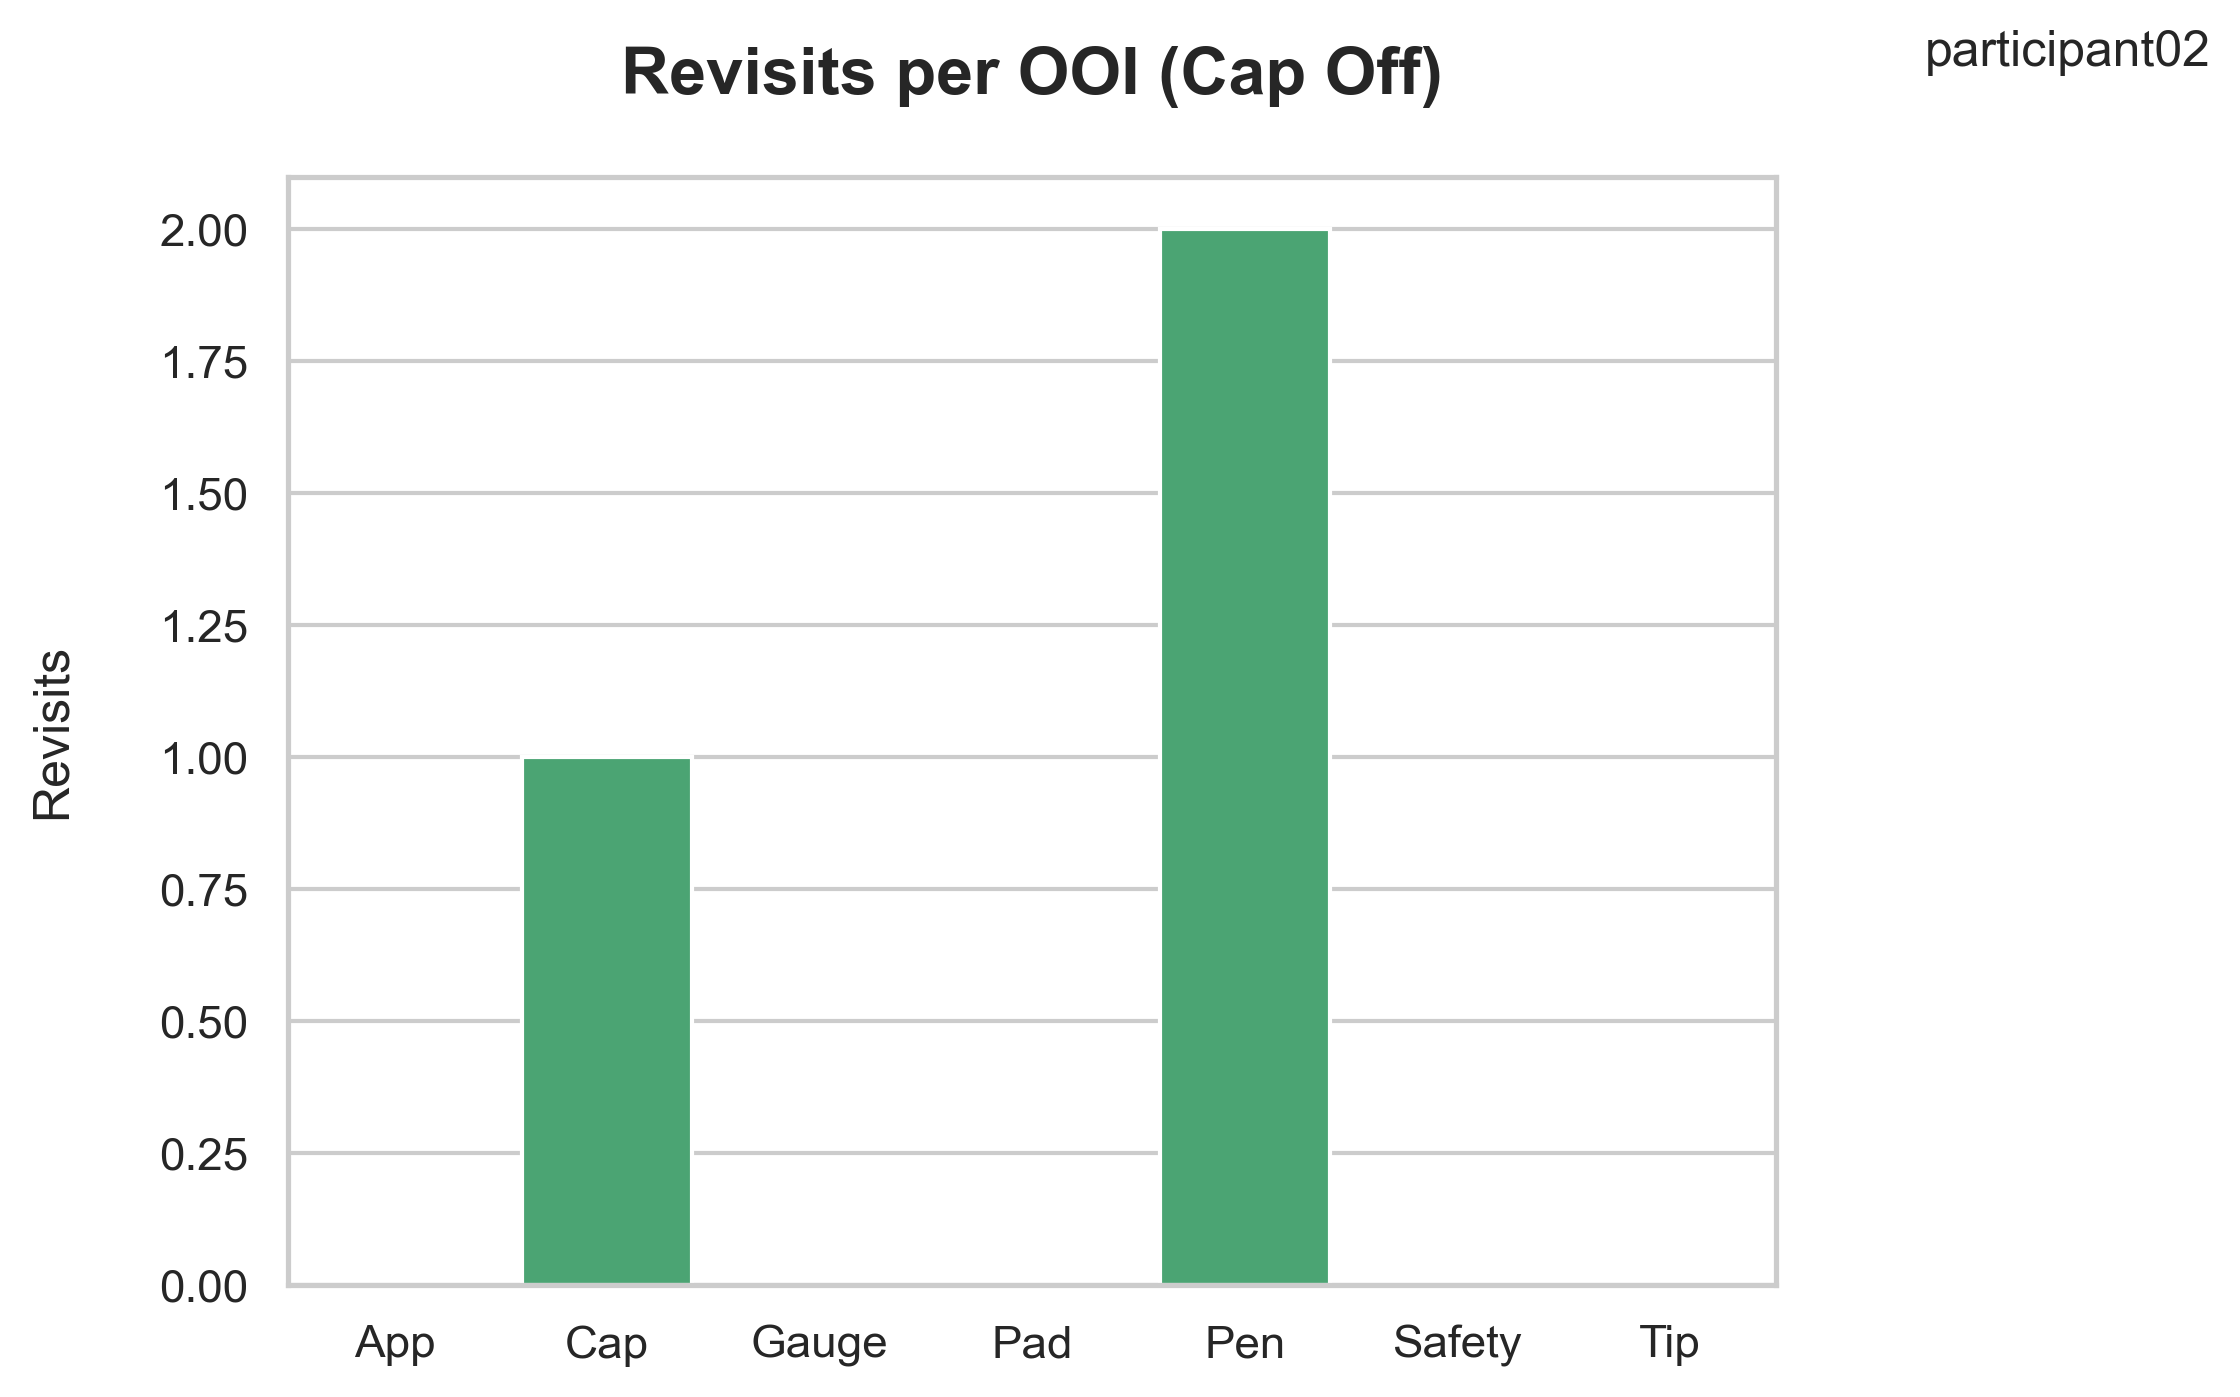 participant02
Revisits per OOI (Cap Off)
Revisits
2.00
1.75
1.50
1.25
1.00
0.75
0.50
0.25
0.00
App Cap Gauge Pad Pen Safety Tip